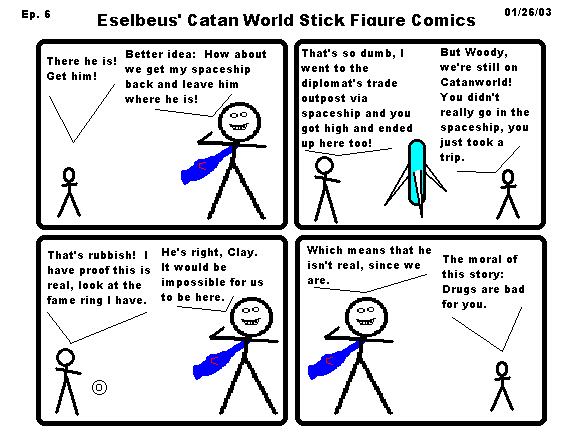 Ep. 6
Eselbeus' Catan World Stick Figure Comics
01/26/03
There he is!
Get him!
Better idea: How about
we get my spaceship
back and leave him
where he is!
That's so dumb, I
went to the
diplomat's trade
outpost via
spaceship and you
got high and ended
up here too!
But Woody,
we're still on
Catanworld!
You didn't
really go in the
spaceship, you
just took a
trip.
That's rubbish! I
have proof this is
real, look at the
fame ring I have.
He's right, Clay.
It would be
impossible for us
to be here.
Which means that he
isn't real, since we
are.
The moral of
this story:
Drugs are bad
for you.